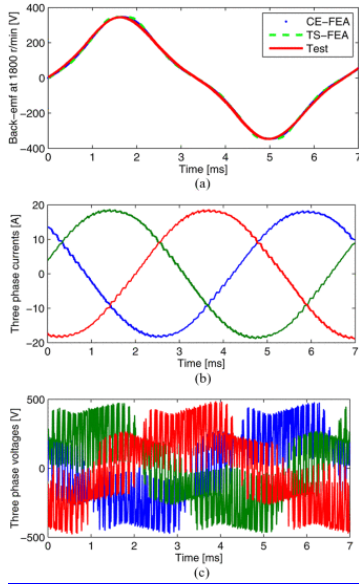 Back-emf at 1800 r/min [V]
400
200
0
-200
-400
CE-FEA
TS-FEA
Test
0 1 2 3 4 5 6 7
Time [ms]
(a)
Three phase currents [A]
20
10
0
-10
-20
0 1 2 3 4 5 6 7
Time [ms]
(b)
Three phase voltages [V]
500
0
-500
0 1 2 3 4 5 6 7
Time [ms]
(c)